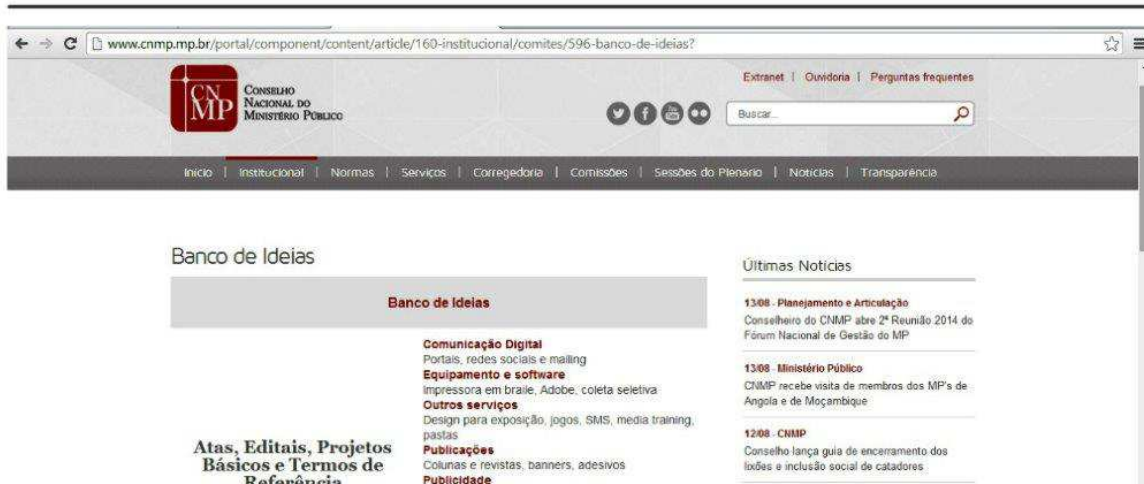 www.cnmp.mp.br/portal/component/content/article/160-institucional/comites/596-banco-de-ideias?
Extranet | Ouvidoria | Perguntas frequentes
CN
MP
CONSELHO
NACIONAL DO
MINISTÉRIO PÚBLICO
You
Buscar...
Início | Institucional | Normas | Serviços | Corregedoria | Comissões | Sessões do Plenário | Notícias | Transparência
Banco de Ideias
Banco de Ideias
Comunicação Digital
Portais, redes sociais e mailing
Equipamento e software
Impressora em braile, Adobe, coleta seletiva
Outros serviços
Design para exposição, jogos, SMS, media training,
pastas
Publicações
Colunas e revistas, banners, adesivos
Publicidade
Atas, Editais, Projetos
Básicos e Termos de
Referência
Últimas Notícias
13/08 - Planejamento e Articulação
Conselheiro do CNMP abre 2ª Reunião 2014 do
Fórum Nacional de Gestão do MP
13/08 - Ministério Público
CNMP recebe visita de membros dos MP's de
Angola e de Moçambique
12/08 - CNMP
Conselho lança guia de encerramento dos
lixões e inclusão social de catadores